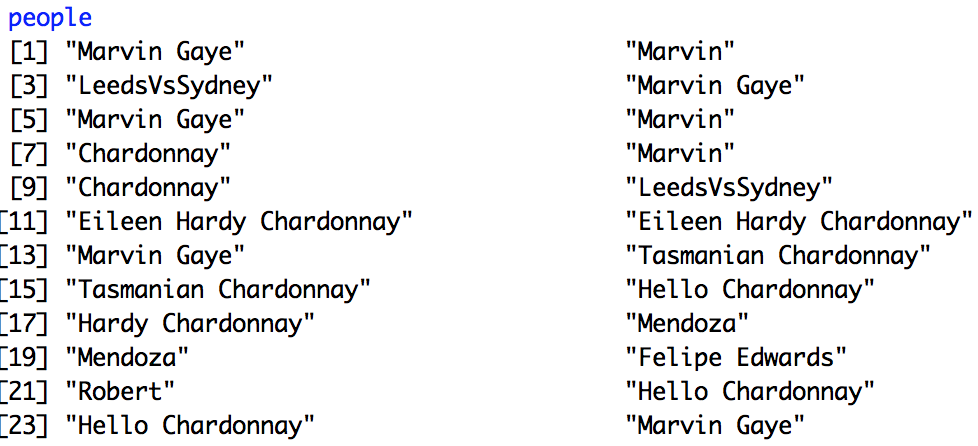 people
[1] "Marvin Gaye" "Marvin"
[3] "LeedsVsSydney" "Marvin Gaye"
[5] "Marvin Gaye" "Marvin"
[7] "Chardonnay" "Marvin"
[9] "Chardonnay" "LeedsVsSydney"
[11] "Eileen Hardy Chardonnay" "Eileen Hardy Chardonnay"
[13] "Marvin Gaye" "Tasmanian Chardonnay"
[15] "Tasmanian Chardonnay" "Hello Chardonnay"
[17] "Hardy Chardonnay" "Mendoza"
[19] "Mendoza" "Felipe Edwards"
[21] "Robert" "Hello Chardonnay"
[23] "Hello Chardonnay" "Marvin Gaye"